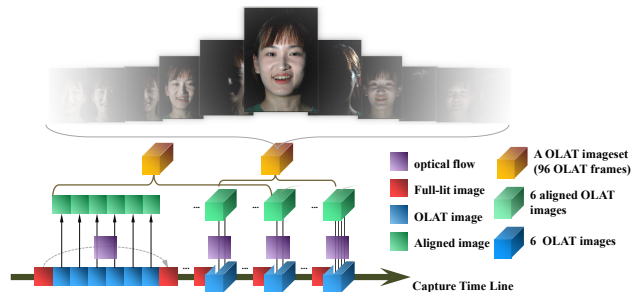 optical flow
Full-lit image
OLAT image
Aligned image
A OLAT imageset
(96 OLAT frames)
6 aligned OLAT
images
6 OLAT images
...
...
...
...
...
...
Capture Time Line